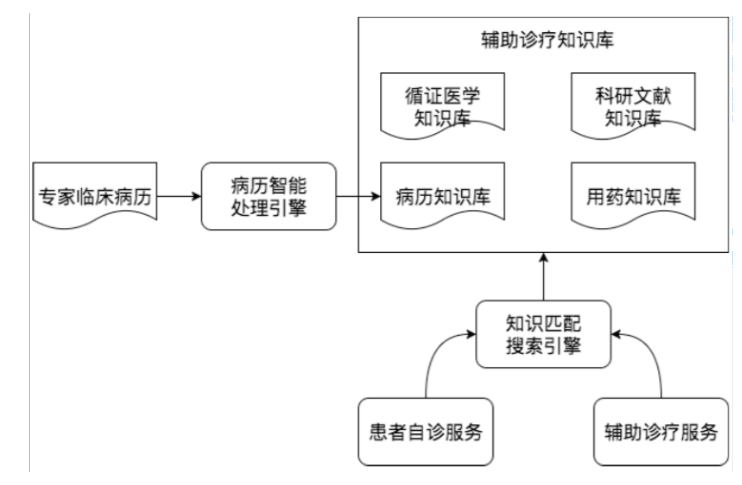 辅助诊疗知识库
循证医学
知识库
科研文献
知识库
专家临床病历
病历智能
处理引擎
病历知识库
用药知识库
知识匹配
搜索引擎
患者自诊服务
辅助诊疗服务